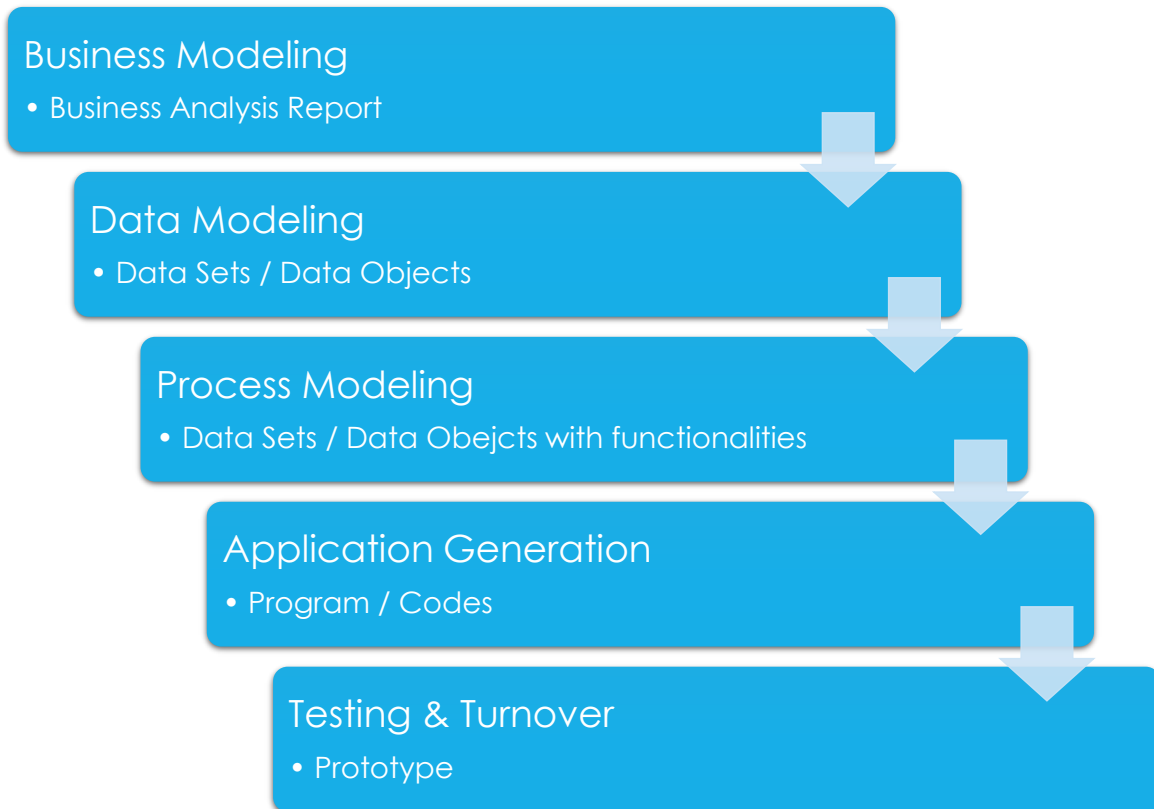 Business Modeling
• Business Analysis Report
Data Modeling
• Data Sets / Data Objects
Process Modeling
• Data Sets / Data Obejcts with functionalities
Application Generation
• Program / Codes
Testing & Turnover
• Prototype